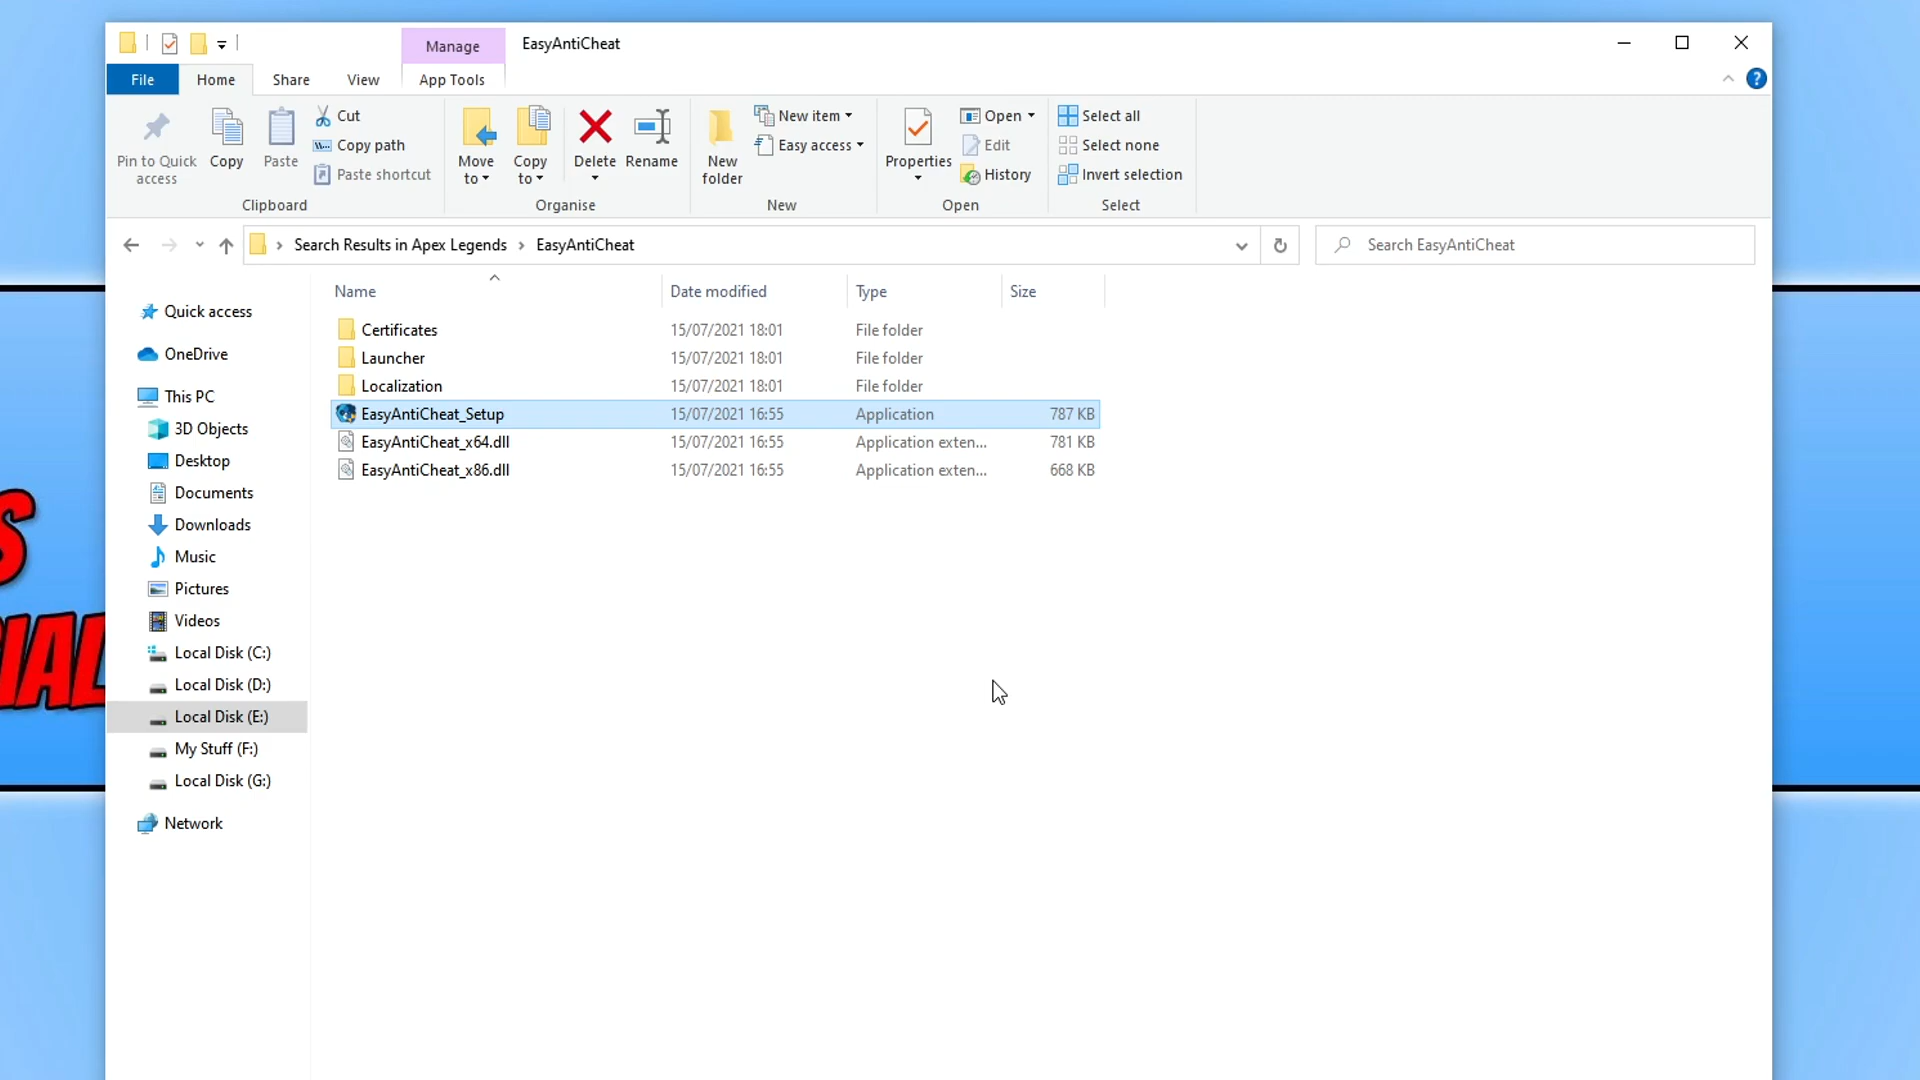 Manage EasyAntiCheat
File Home Share View App Tools
Pin to Quick access
Copy
Paste
Cut
Copy path
Paste shortcut
Move to
Copy to
Delete
Rename
New folder
New item
Easy access
Properties
Open
Edit
History
Select all
Select none
Invert selection
Clipboard Organise New Open Select
Search Results in Apex Legends EasyAntiCheat
Search EasyAntiCheat
Name Date modified Type Size
Certificates 15/07/2021 18:01 File folder
Launcher 15/07/2021 18:01 File folder
Localization 15/07/2021 18:01 File folder
EasyAntiCheat_Setup 15/07/2021 16:55 Application 787 KB
EasyAntiCheat_x64.dll 15/07/2021 16:55 Application exten... 781 KB
EasyAntiCheat_x86.dll 15/07/2021 16:55 Application exten... 668 KB
Quick access
OneDrive
This PC
3D Objects
Desktop
Documents
Downloads
Music
Pictures
Videos
Local Disk (C:)
Local Disk (D:)
Local Disk (E:)
My Stuff (F:)
Local Disk (G:)
Network
S
IAL